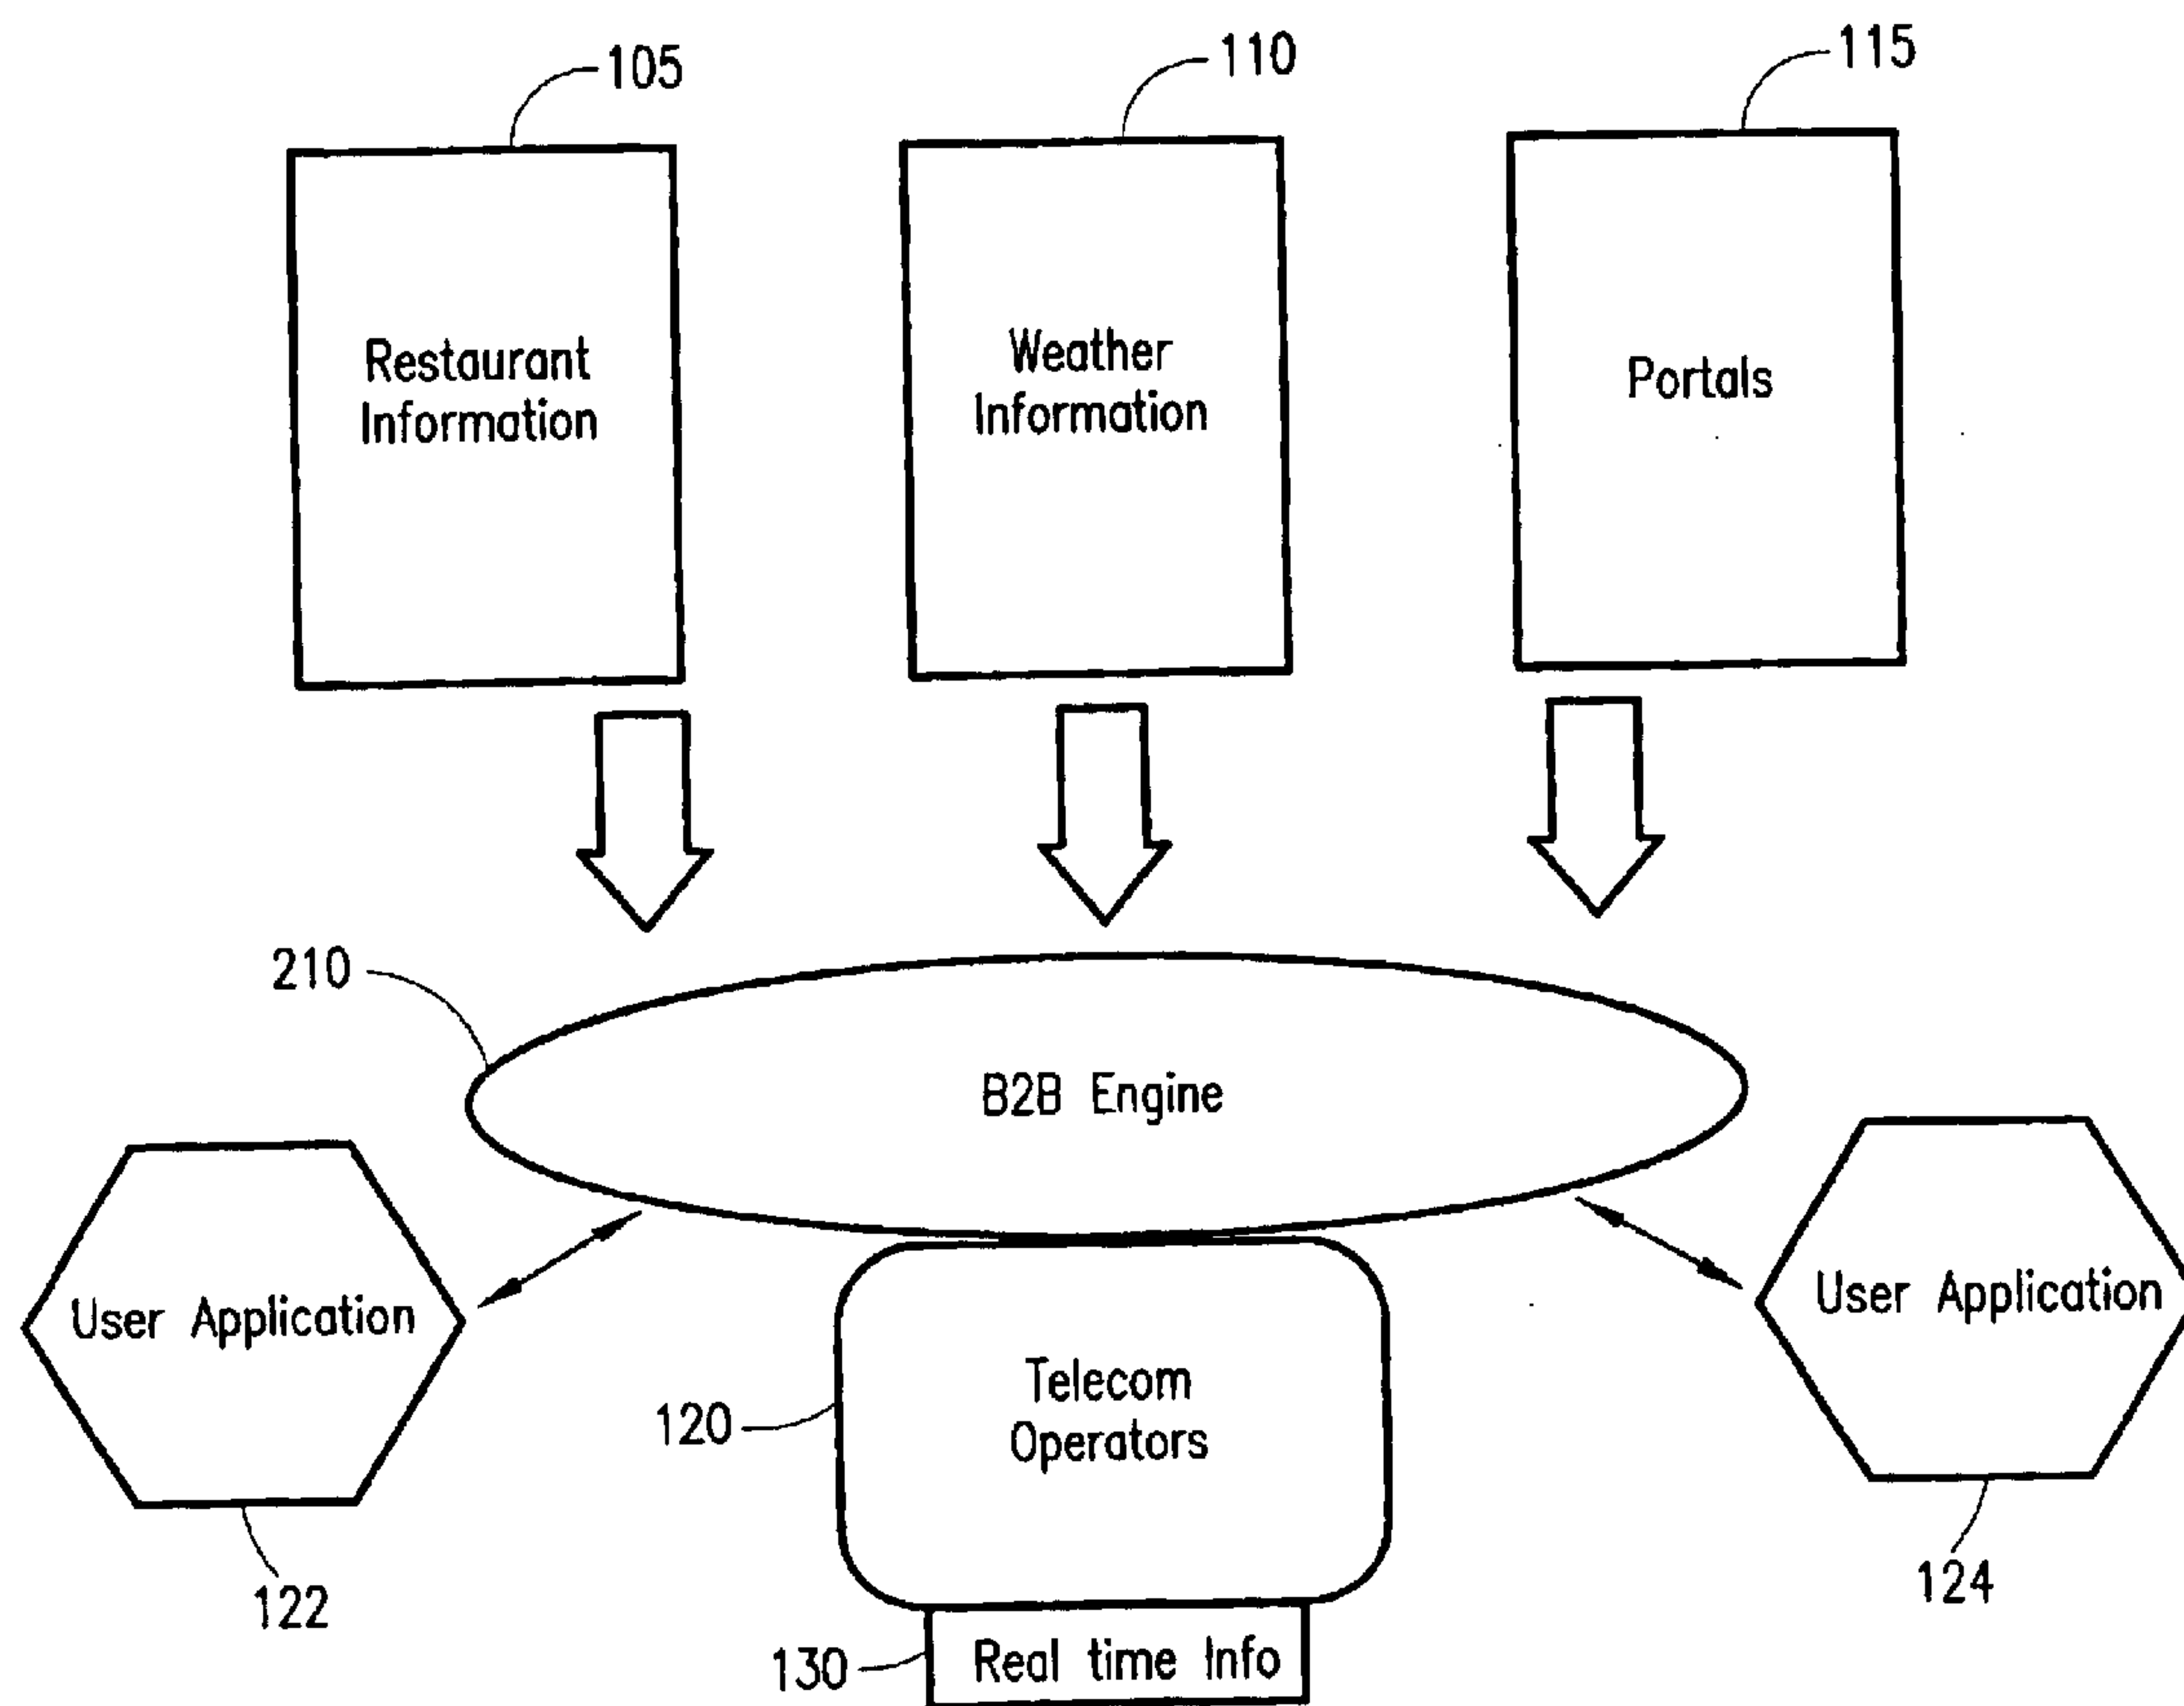 105
110
115
Restaurant
Information
Weather
Information
Portals
210
B2B Engine
User Application
User Application
Telecom
Operators
120
122
124
130
Real time Info